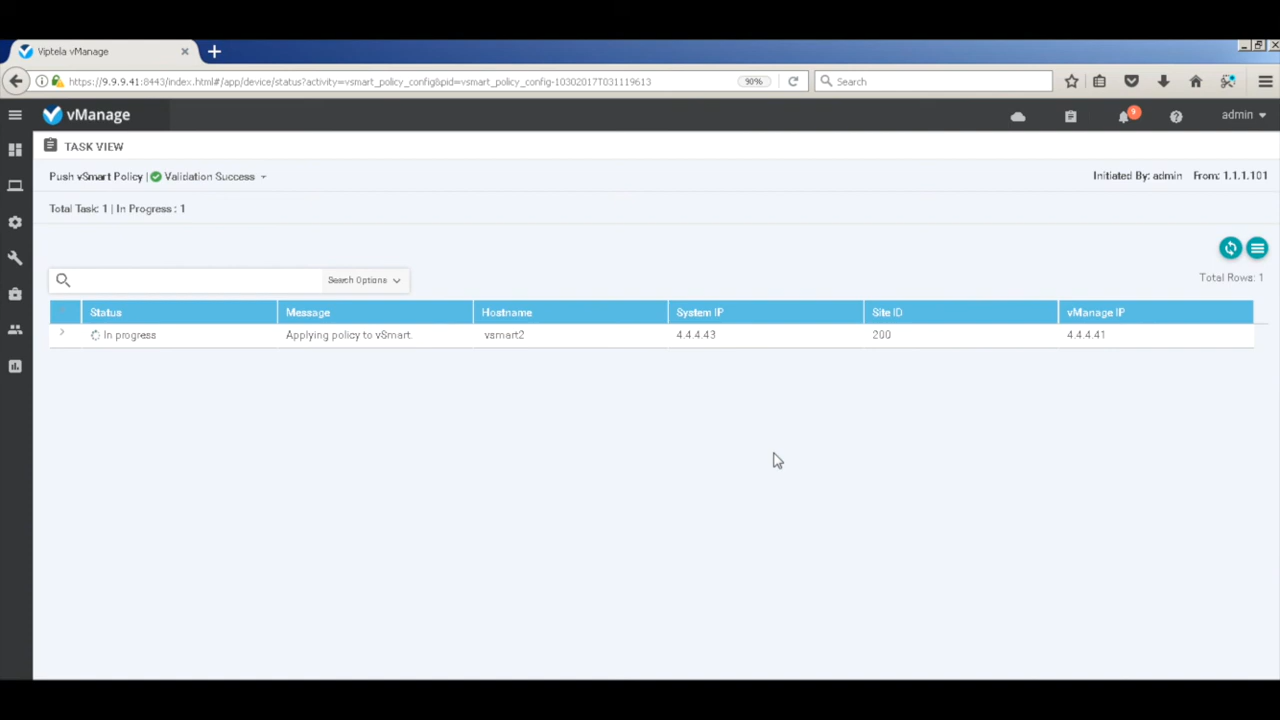 Viptela vManage
https://9.9.9.41:8443/index.html#/app/device/status?activity=vsmart_policy_config&pid=vsmart_policy_config-10302017T031119613
90%
Search
vManage
9
admin
TASK VIEW
Push vSmart Policy | Validation Success
Initiated By: admin From: 1.1.1.101
Total Task: 1 | In Progress : 1
Search Options
Total Rows: 1
Status Message Hostname System IP Site ID vManage IP
In progress Applying policy to vSmart. vsmart2 4.4.4.43 200 4.4.4.41